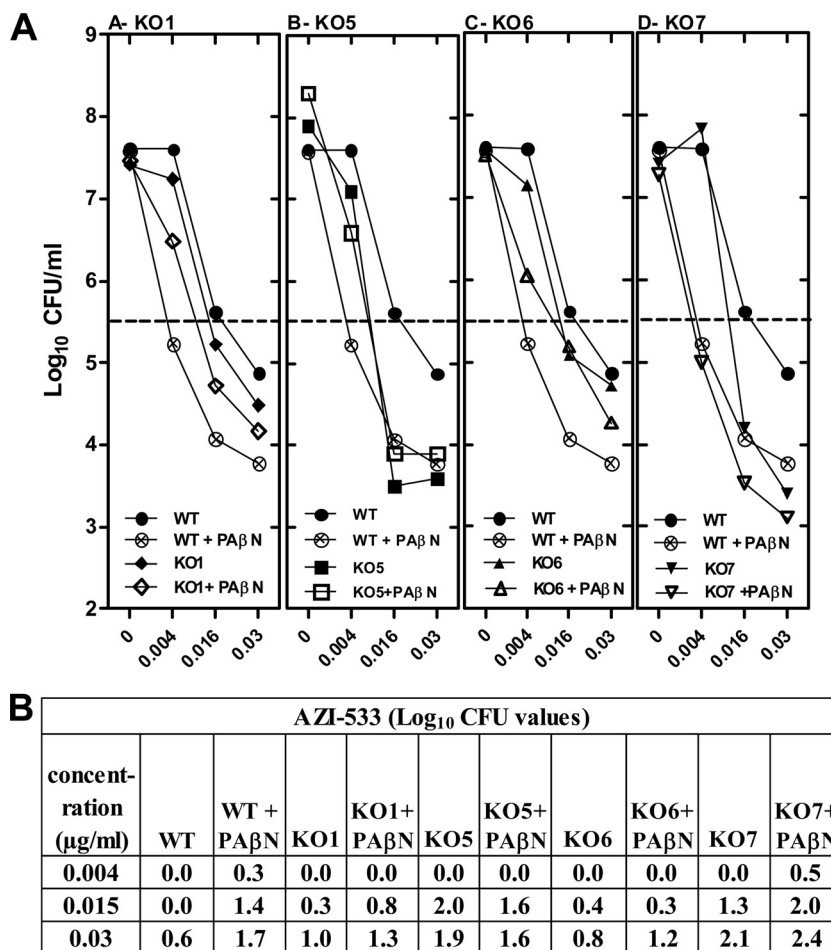 A
A- KO1
B- KO5
C- KO6
D- KO7
Log10 CFU/ml
9
8
7
6
5
4
3
2
WT
WT + PAβN
KO1
KO1+ PAβN
WT
WT + PAβN
KO5
KO5+PAβN
WT
WT + PAβN
KO6
KO6 + PAβN
WT
WT + PAβN
KO7
KO7 +PAβN
0 0.004 0.016 0.03
0 0.004 0.016 0.03
0 0.004 0.016 0.03
0 0.004 0.016 0.03
B
AZI-533 (Log10 CFU values)
concent-
ration
(µg/ml)
WT
WT +
PAβN
KO1
KO1+
PAβN
KO5
KO5+
PAβN
KO6
KO6+
PAβN
KO7
KO7+
PAβN
0.004 0.0 0.3 0.0 0.0 0.0 0.0 0.0 0.0 0.0 0.5
0.015 0.0 1.4 0.3 0.8 2.0 1.6 0.4 0.3 1.3 2.0
0.03 0.6 1.7 1.0 1.3 1.9 1.6 0.8 1.2 2.1 2.4